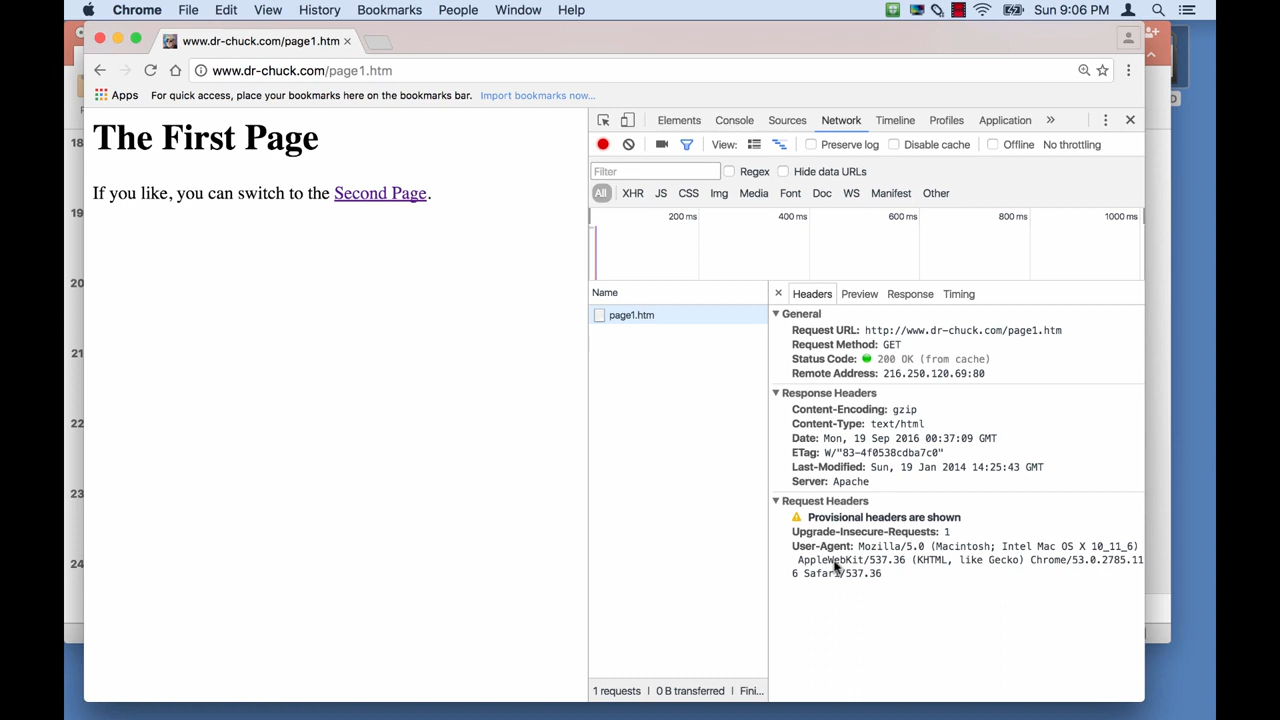 Chrome File Edit View History Bookmarks People Window Help Sun 9:06 PM
www.dr-chuck.com/page1.htm
www.dr-chuck.com/page1.htm
Apps For quick access, place your bookmarks here on the bookmarks bar. Import bookmarks now...
The First Page
If you like, you can switch to the Second Page.
Elements Console Sources Network Timeline Profiles Application »
View: Preserve log Disable cache Offline No throttling
Filter Regex Hide data URLs
All XHR JS CSS Img Media Font Doc WS Manifest Other
200 ms 400 ms 600 ms 800 ms 1000 ms
Name
page1.htm
Headers Preview Response Timing
General
Request URL: http://www.dr-chuck.com/page1.htm
Request Method: GET
Status Code: 200 OK (from cache)
Remote Address: 216.250.120.69:80
Response Headers
Content-Encoding: gzip
Content-Type: text/html
Date: Mon, 19 Sep 2016 00:37:09 GMT
ETag: W/"83-4f0538cdba7c0"
Last-Modified: Sun, 19 Jan 2014 14:25:43 GMT
Server: Apache
Request Headers
Provisional headers are shown
Upgrade-Insecure-Requests: 1
User-Agent: Mozilla/5.0 (Macintosh; Intel Mac OS X 10_11_6)
AppleWebKit/537.36 (KHTML, like Gecko) Chrome/53.0.2785.11
6 Safari/537.36
1 requests | 0 B transferred | Fini...
18
19
20
21
22
23
24